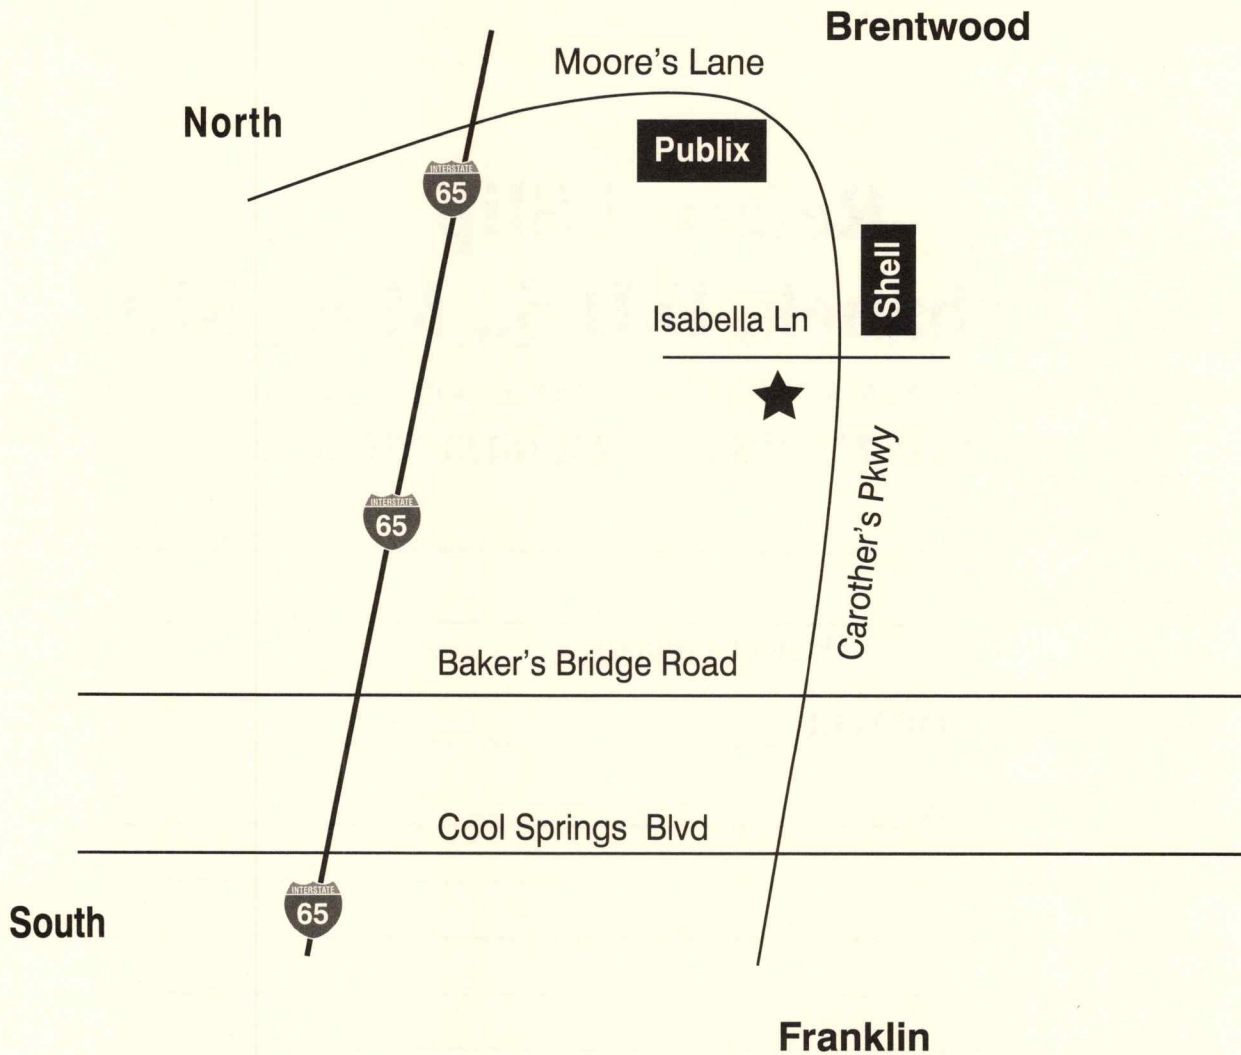 Brentwood
Moore's Lane
North
Publix
INTERSTATE
65
Shell
Isabella Ln
Carother's Pkwy
INTERSTATE
65
Baker's Bridge Road
Cool Springs Blvd
INTERSTATE
65
South
Franklin